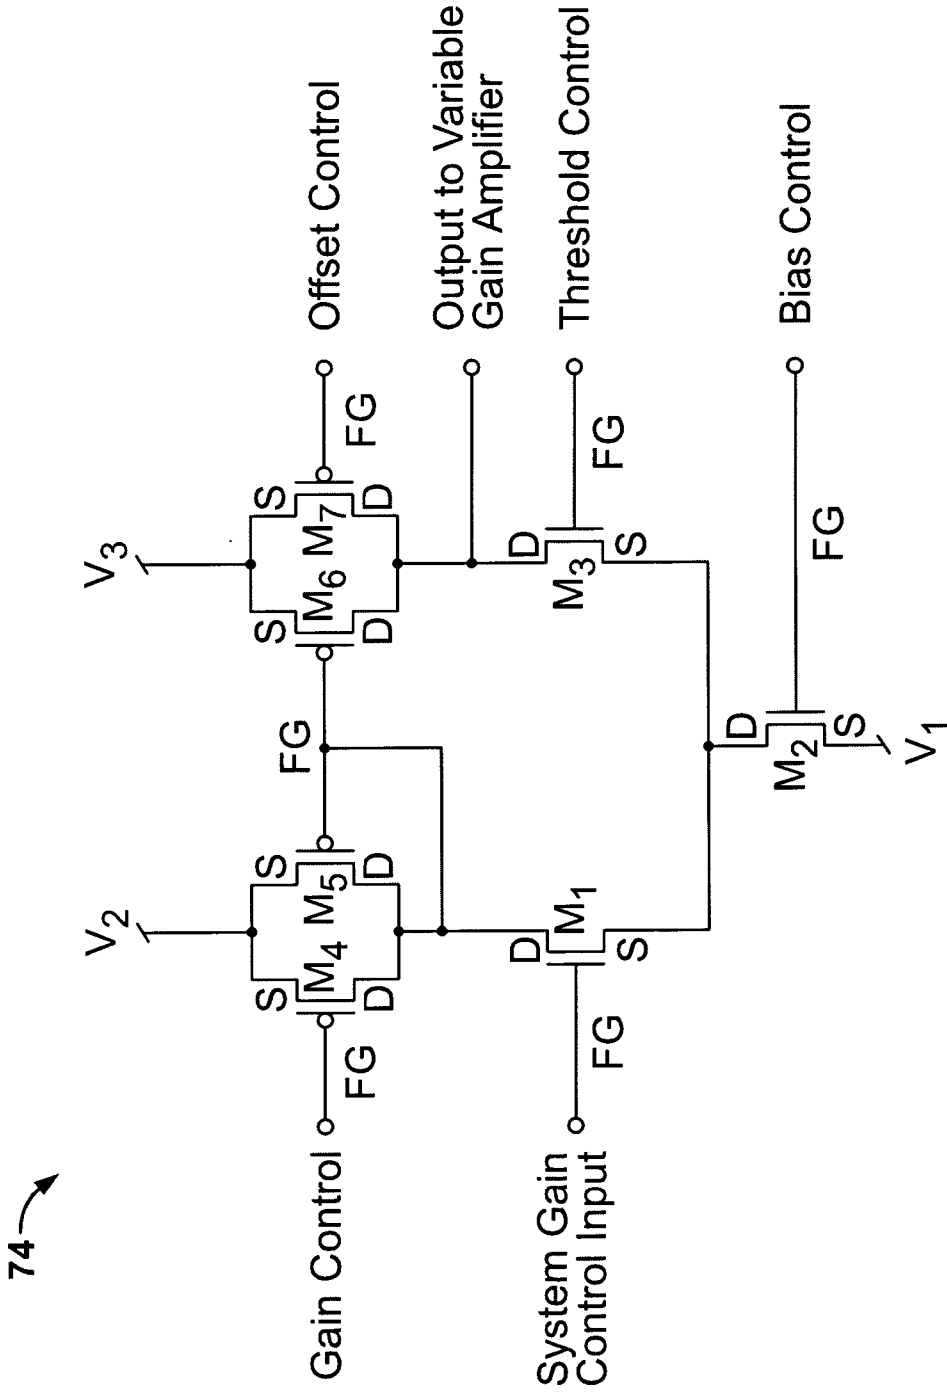 74
V2
V3
S
S
S
S
FG
Gain Control
FG
M4
M5
M6
M7
FG
Offset Control
D
D
D
D
Output to Variable
Gain Amplifier
System Gain
Control Input
FG
D
M1
S
D
M3
S
FG
Threshold Control
D
M2
S
FG
Bias Control
V1